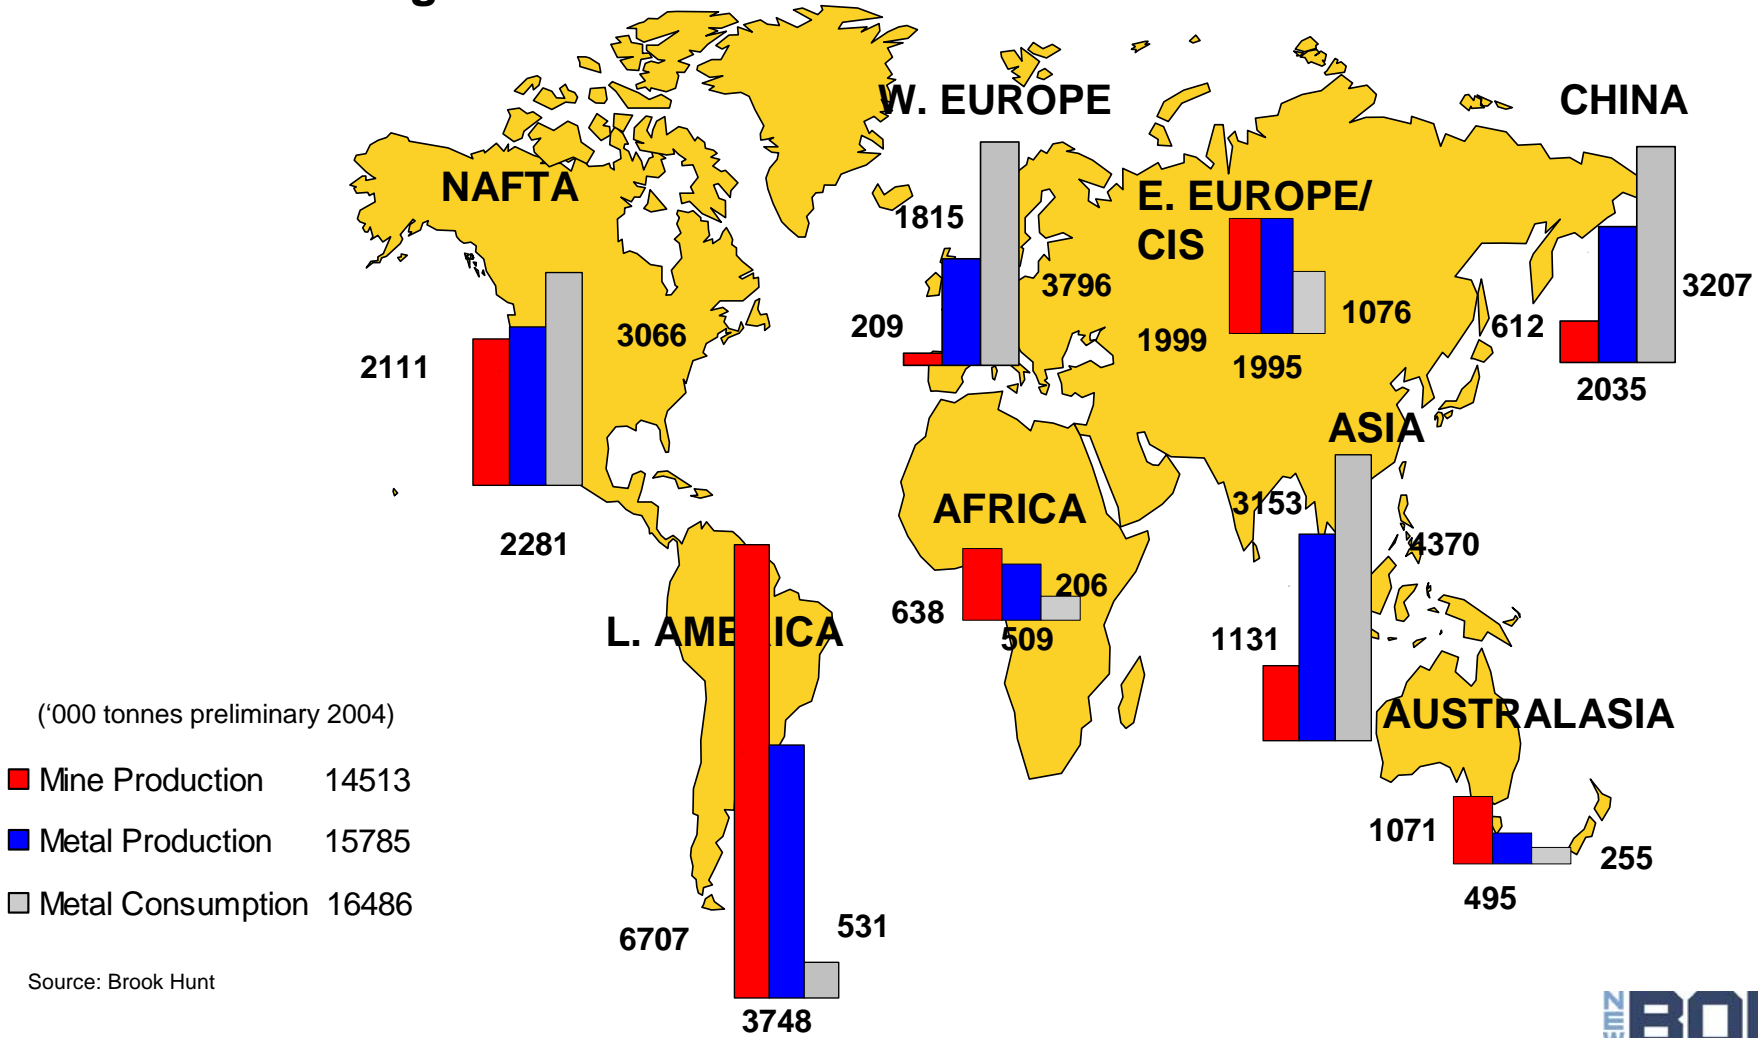 W. EUROPE
CHINA
NAFTA
E. EUROPE/
CIS
1815
3796
209
3066
2111
2281
1999
1995
1076
612
3207
2035
ASIA
3153
4370
1131
AFRICA
638
206
509
L. AMERICA
6707
531
3748
AUSTRALASIA
1071
255
495
(‘000 tonnes preliminary 2004)
Mine Production 14513
Metal Production 15785
Metal Consumption 16486
Source: Brook Hunt